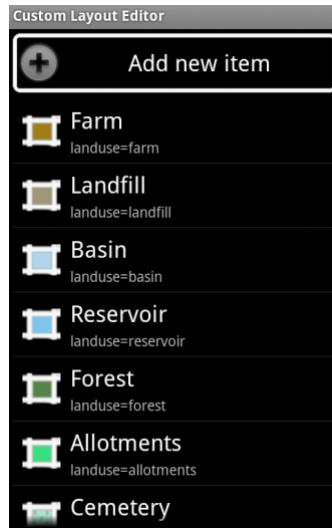 Custom Layout Editor
Add new item
Farm
landuse=farm
Landfill
landuse=landfill
Basin
landuse=basin
Reservoir
landuse=reservoir
Forest
landuse=forest
Allotments
landuse=allotments
Cemetery